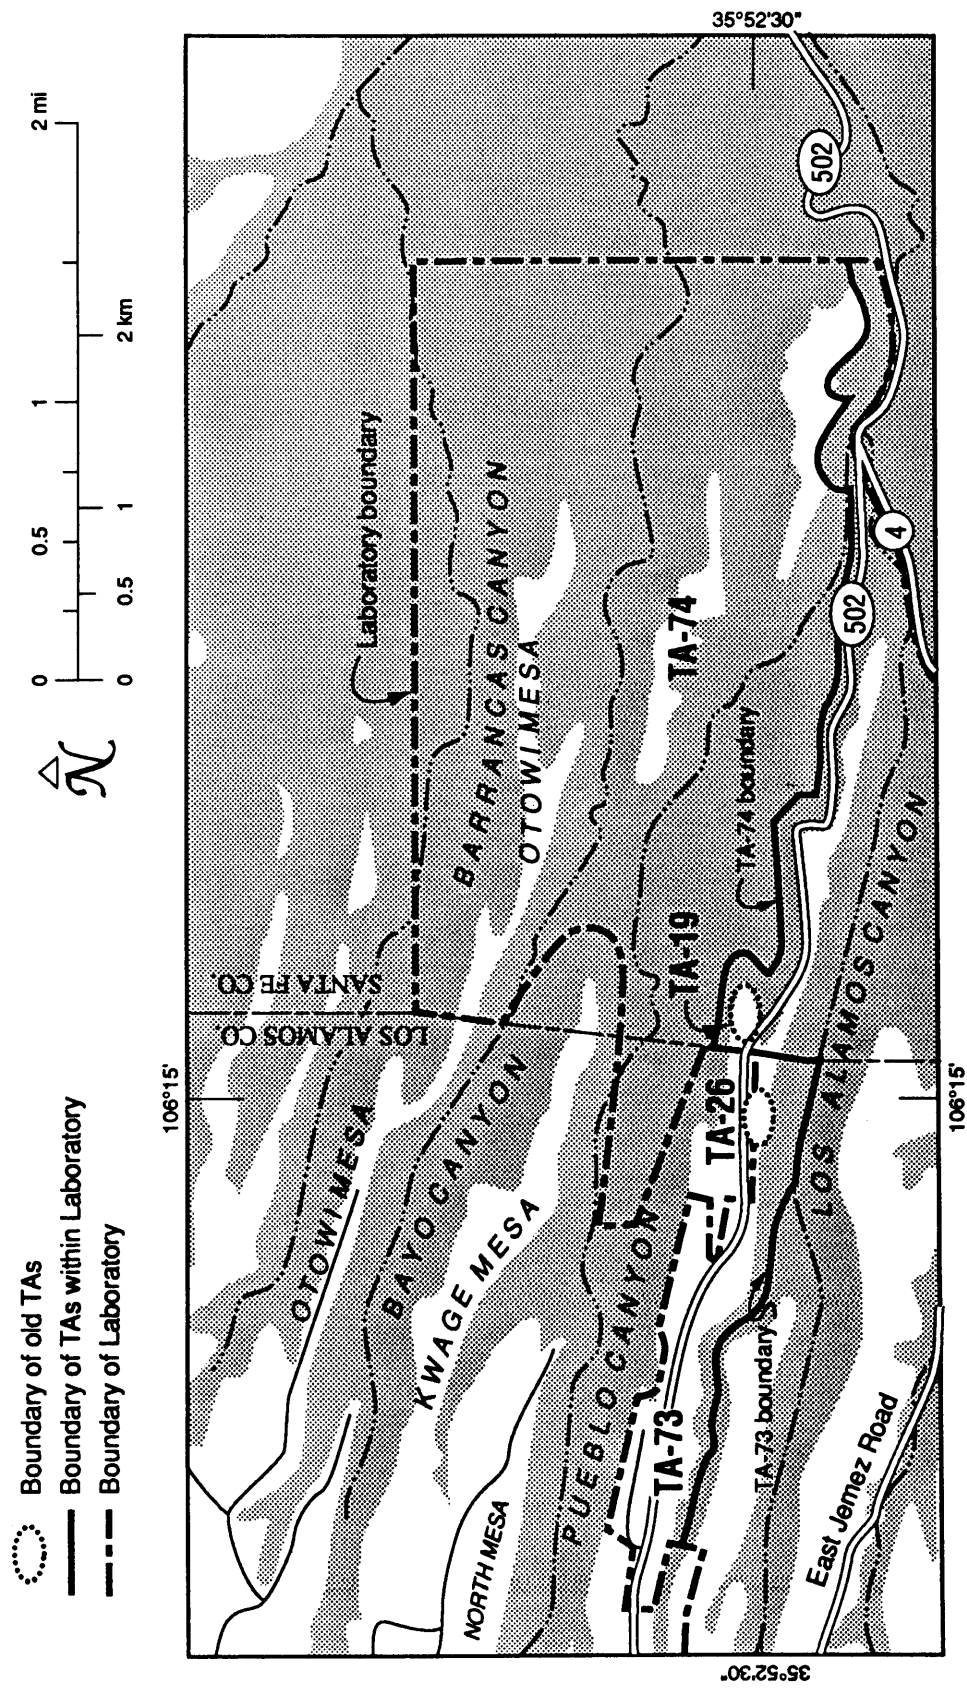 Boundary of old TAs
Boundary of TAs within Laboratory
Boundary of Laboratory
N
0 0.5 1 2 mi
0 0.5 1 2 km
106°15'
35°52'30"
LOS ALAMOS CO.
SANTA FE CO.
Laboratory boundary
OTOWI MESA
BARRANCAS CANYON
BAYO CANYON
OTOWI MESA
KWAGE MESA
NORTH MESA
PUEBLO CANYON
TA-74
TA-19
TA-26
TA-73
TA-74 boundary
TA-73 boundary
LOS ALAMOS CANYON
East Jemez Road
502
502
4
35°52'30"
106°15'